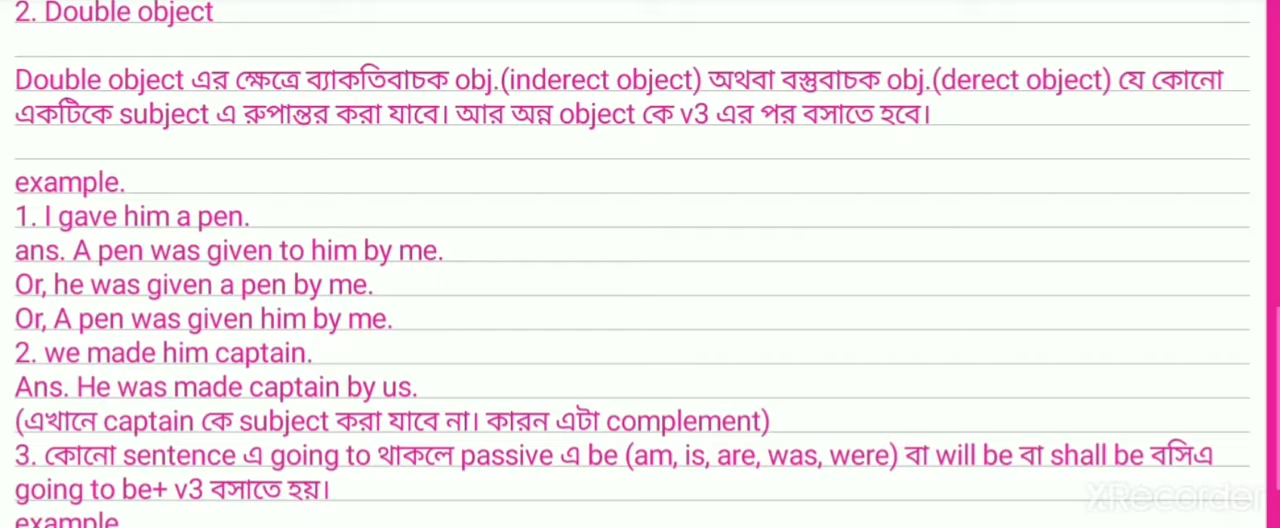 2. Double object
Double object এর ক্ষেত্রে ব্যাকতিবাচক obj.(inderect object) অথবা বস্তুবাচক obj.(derect object) যে কোনো
একটিকে subject এ রুপান্তর করা যাবে। আর অন্ন object কে v3 এর পর বসাতে হবে।
example.
1. I gave him a pen.
ans. A pen was given to him by me.
Or, he was given a pen by me.
Or, A pen was given him by me.
2. we made him captain.
Ans. He was made captain by us.
(এখানে captain কে subject করা যাবে না। কারন এটা complement)
3. কোনো sentence এ going to থাকলে passive এ be (am, is, are, was, were) বা will be বা shall be বসিএ
going to be+ v3 বসাতে হয়।
example
XRecorder